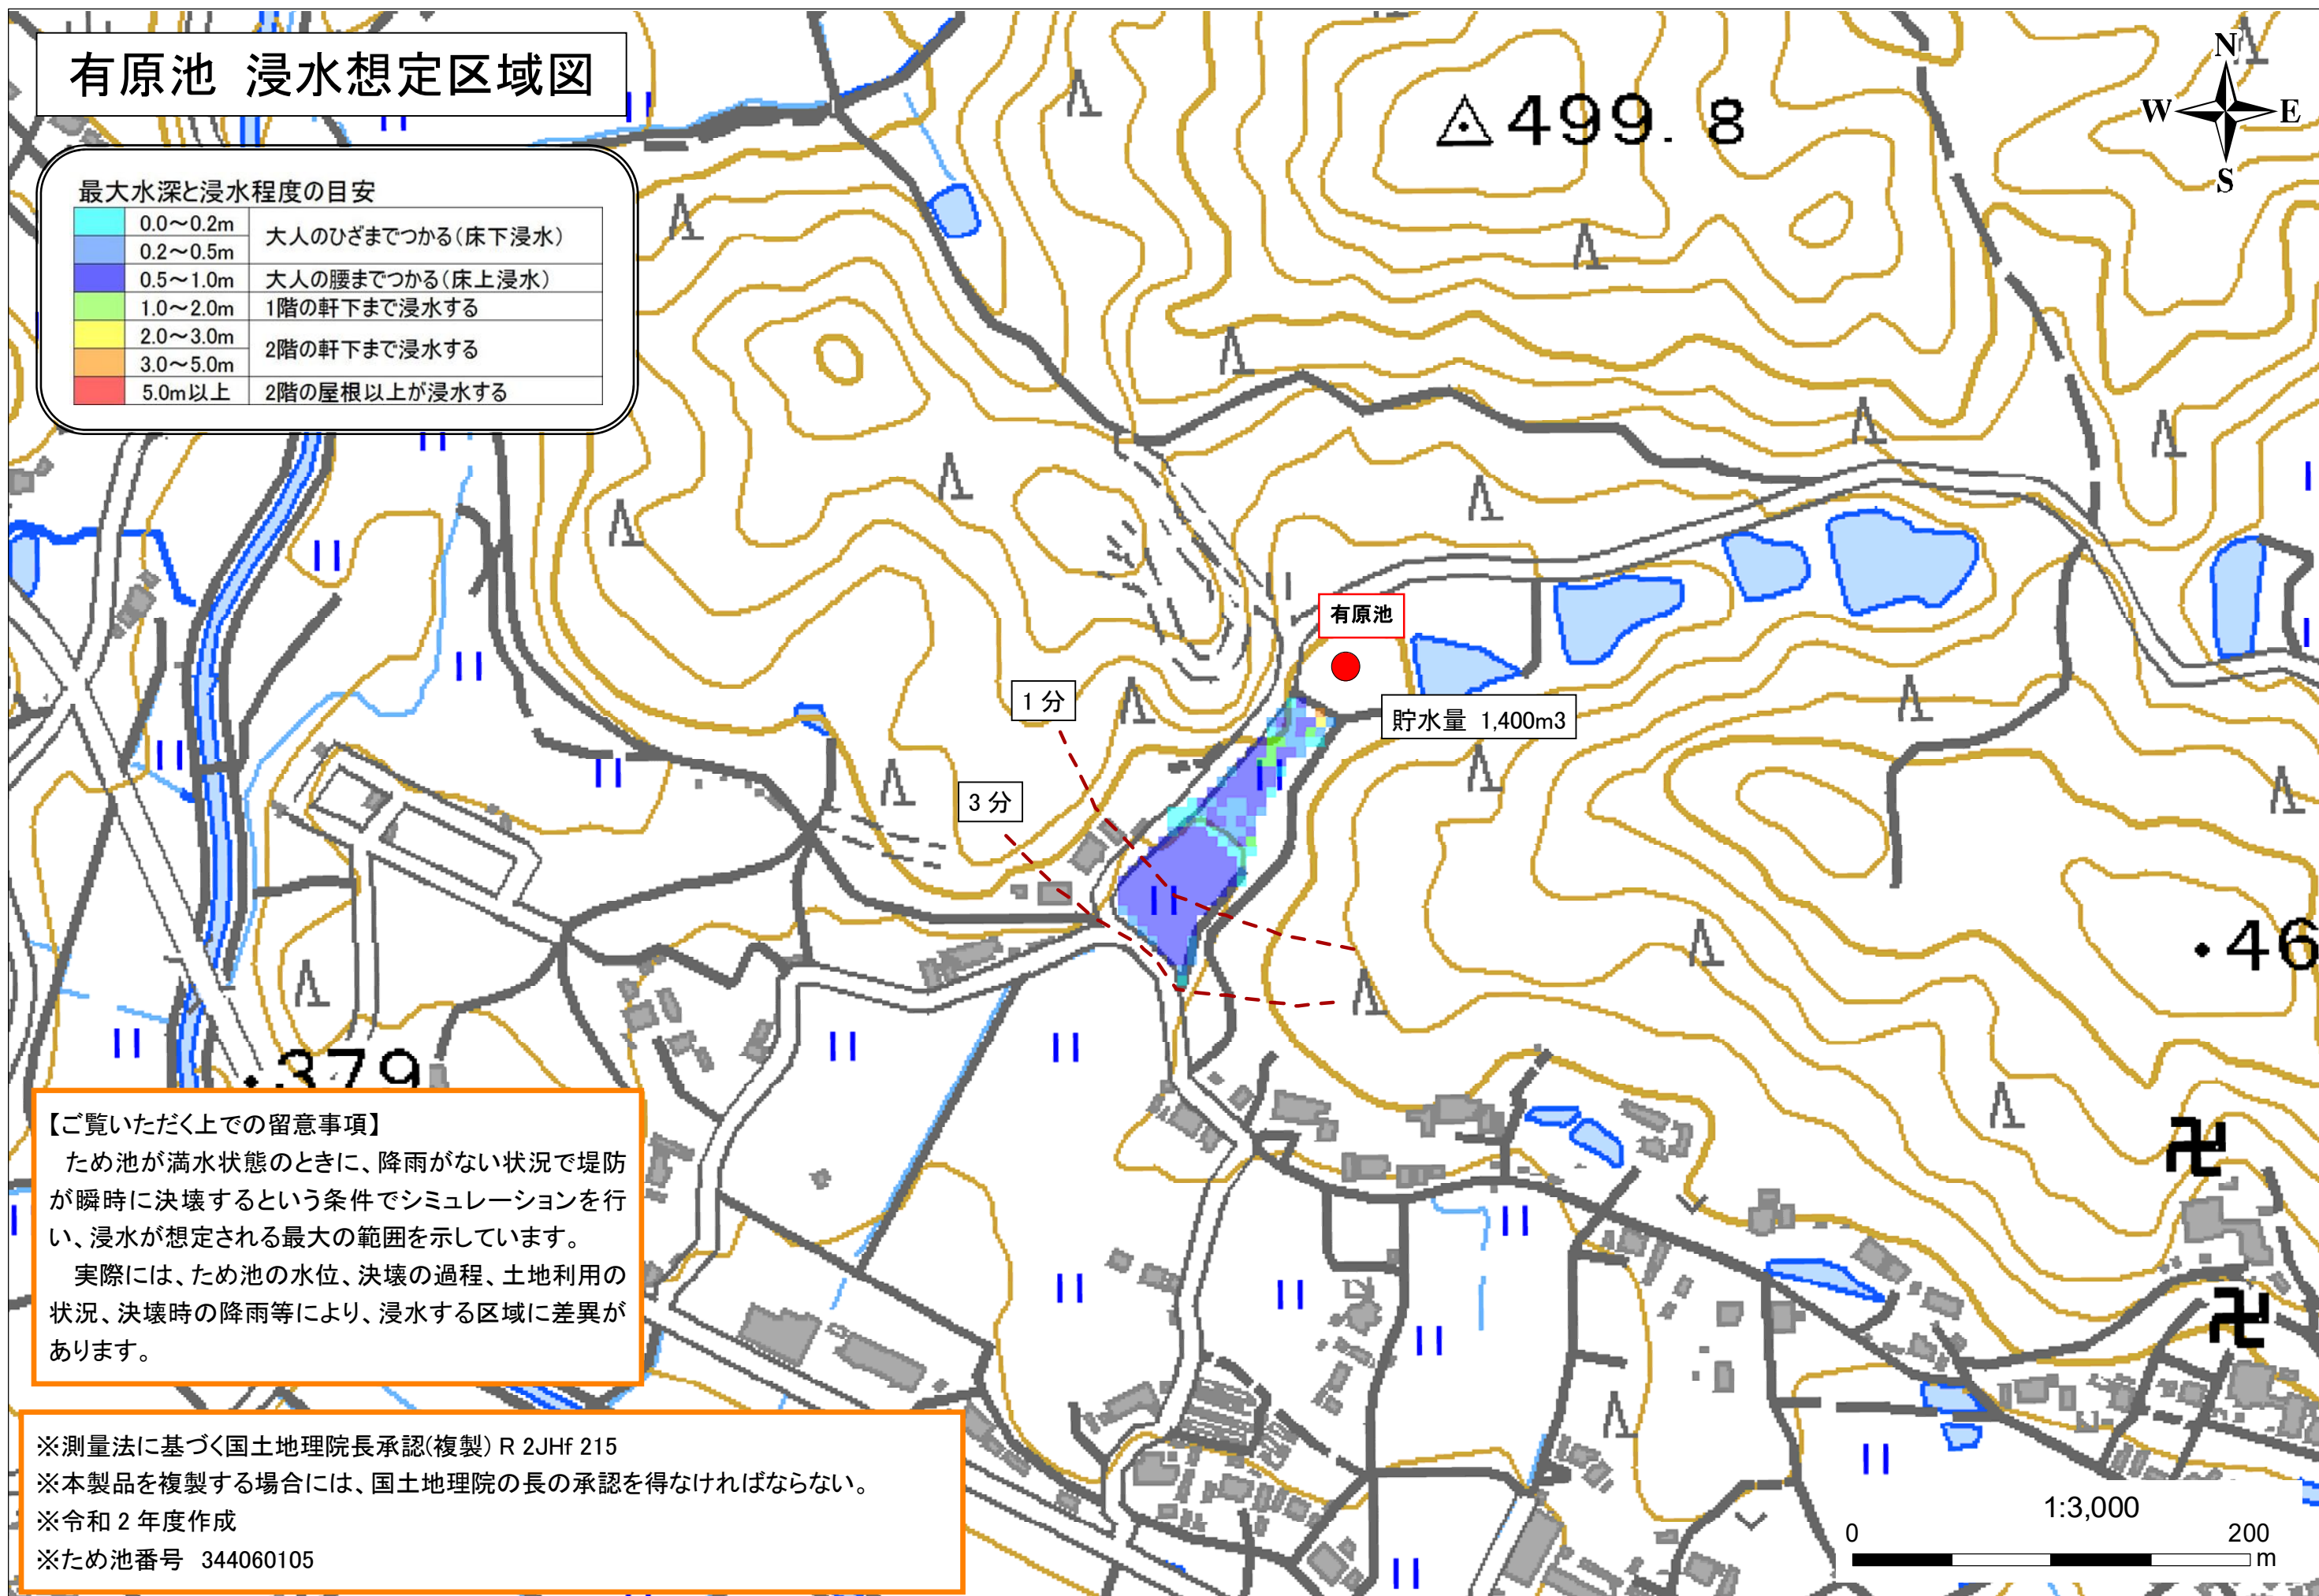 有原池 浸水想定区域図
N
W
E
S
499.8
最大水深と浸水程度の目安
0.0～0.2m
大人のひざまでつかる(床下浸水)
0.2～0.5m
0.5～1.0m 大人の腰までつかる(床上浸水)
1.0～2.0m 1階の軒下まで浸水する
2.0～3.0m
2階の軒下まで浸水する
3.0～5.0m
5.0m以上 2階の屋根以上が浸水する
有原池
1分
貯水量 1,400m3
3分
・46
・379
【ご覧いただく上での留意事項】
ため池が満水状態のときに、降雨がない状況で堤防
が瞬時に決壊するという条件でシミュレーションを行
い、浸水が想定される最大の範囲を示しています。
実際には、ため池の水位、決壊の過程、土地利用の
状況、決壊時の降雨等により、浸水する区域に差異が
あります。
※測量法に基づく国土地理院長承認(複製) R 2JHf 215
※本製品を複製する場合には、国土地理院の長の承認を得なければならない。
※令和2年度作成
※ため池番号 344060105
1:3,000
0 200
m